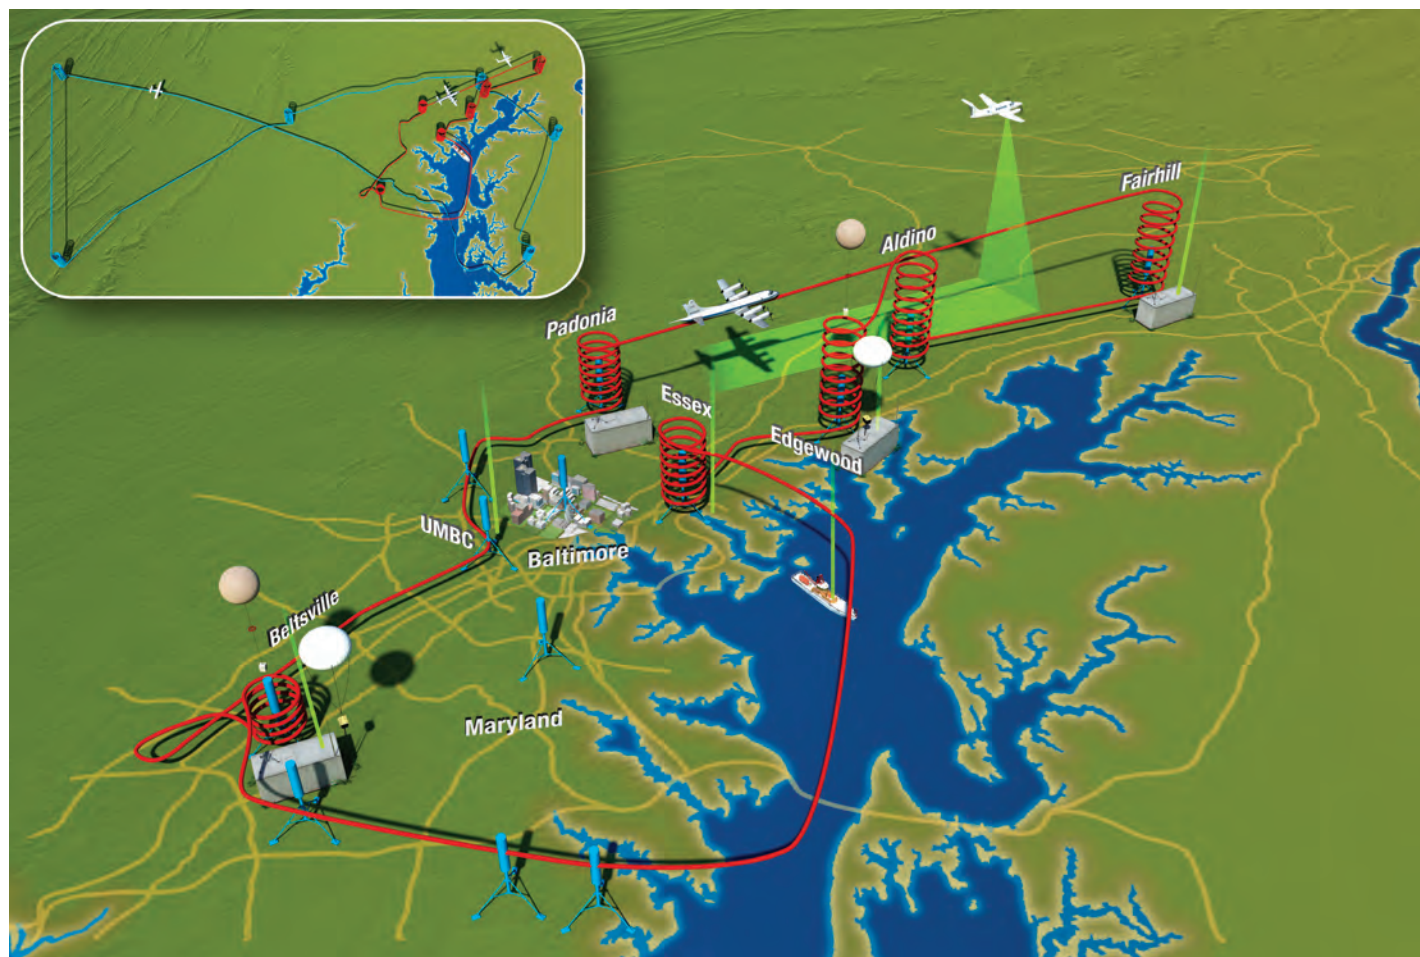 Fairhill
Aldino
Padonia
Essex
Edgewood
UMBC
Baltimore
Beltsville
Maryland